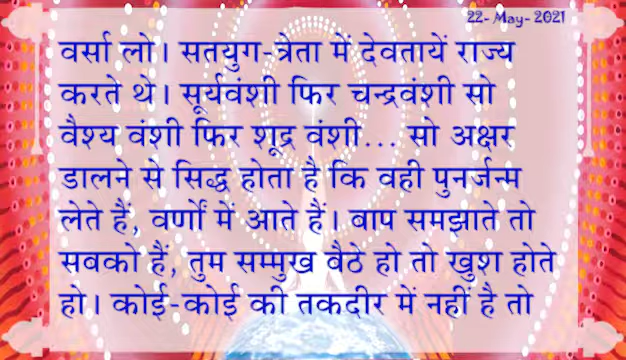 22- May- 2021
वर्सा लो। सतयुग-त्रेता में देवतायें राज्य
करते थे। सूर्यवंशी फिर चन्द्रवंशी सो
वैश्य वंशी फिर शूद्र वंशी... सो अक्षर
डालने से सिद्ध होता है कि वही पुनर्जन्म
लेते हैं, वर्णों में आते हैं। बाप समझाते तो
सबको हैं, तुम सम्मुख बैठे हो तो खुश होते
हो। कोई-कोई की तकदीर में नहीं है तो